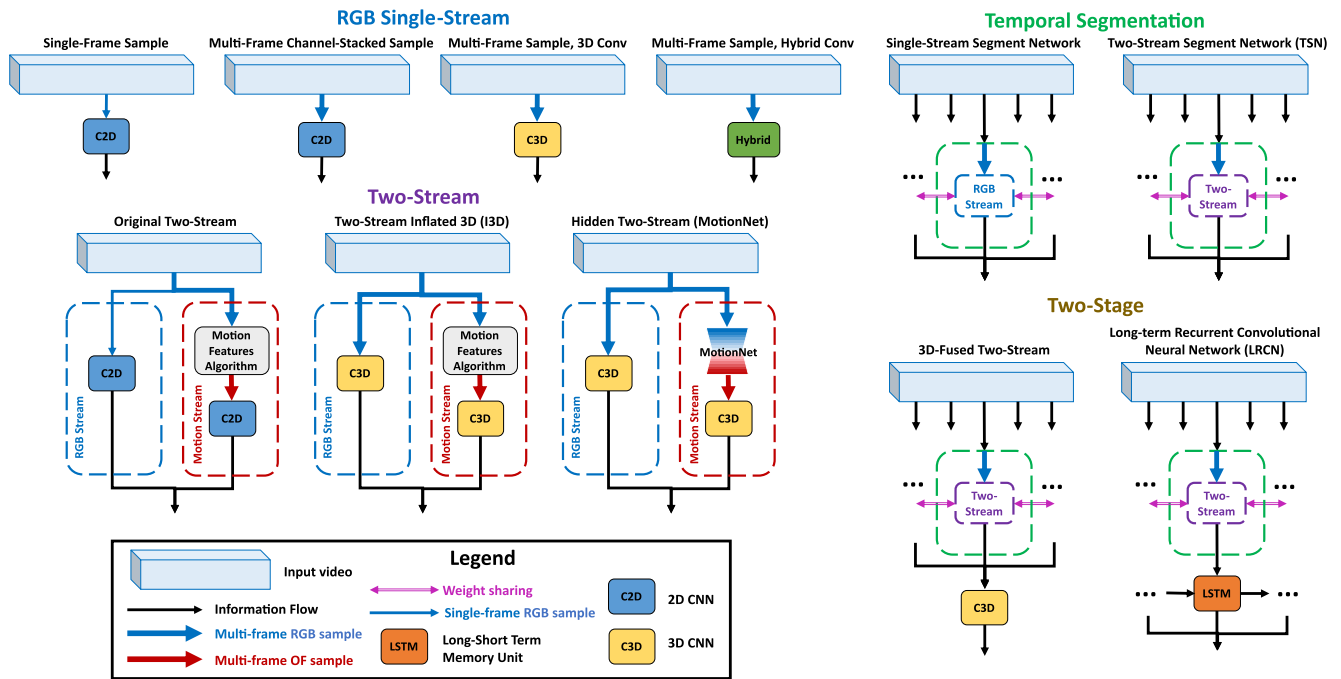 RGB Single-Stream
Single-Frame Sample
C2D
Multi-Frame Channel-Stacked Sample
C2D
Multi-Frame Sample, 3D Conv
C3D
Multi-Frame Sample, Hybrid Conv
Hybrid
Two-Stream
Original Two-Stream
RGB Stream
C2D
Motion Stream
Motion
Features
Algorithm
C2D
Two-Stream Inflated 3D (I3D)
RGB Stream
C3D
Motion Stream
Motion
Features
Algorithm
C3D
Hidden Two-Stream (MotionNet)
RGB Stream
C3D
Motion Stream
MotionNet
C3D
Temporal Segmentation
Single-Stream Segment Network
...
RGB
Stream
...
Two-Stream Segment Network (TSN)
...
Two-
Stream
...
Two-Stage
3D-Fused Two-Stream
...
Two-
Stream
...
C3D
Long-term Recurrent Convolutional
Neural Network (LRCN)
...
Two-
Stream
...
...
LSTM
...
Legend
Input video
Information Flow
Multi-frame RGB sample
Multi-frame OF sample
Weight sharing
Single-frame RGB sample
LSTM
Long-Short Term
Memory Unit
C2D
2D CNN
C3D
3D CNN